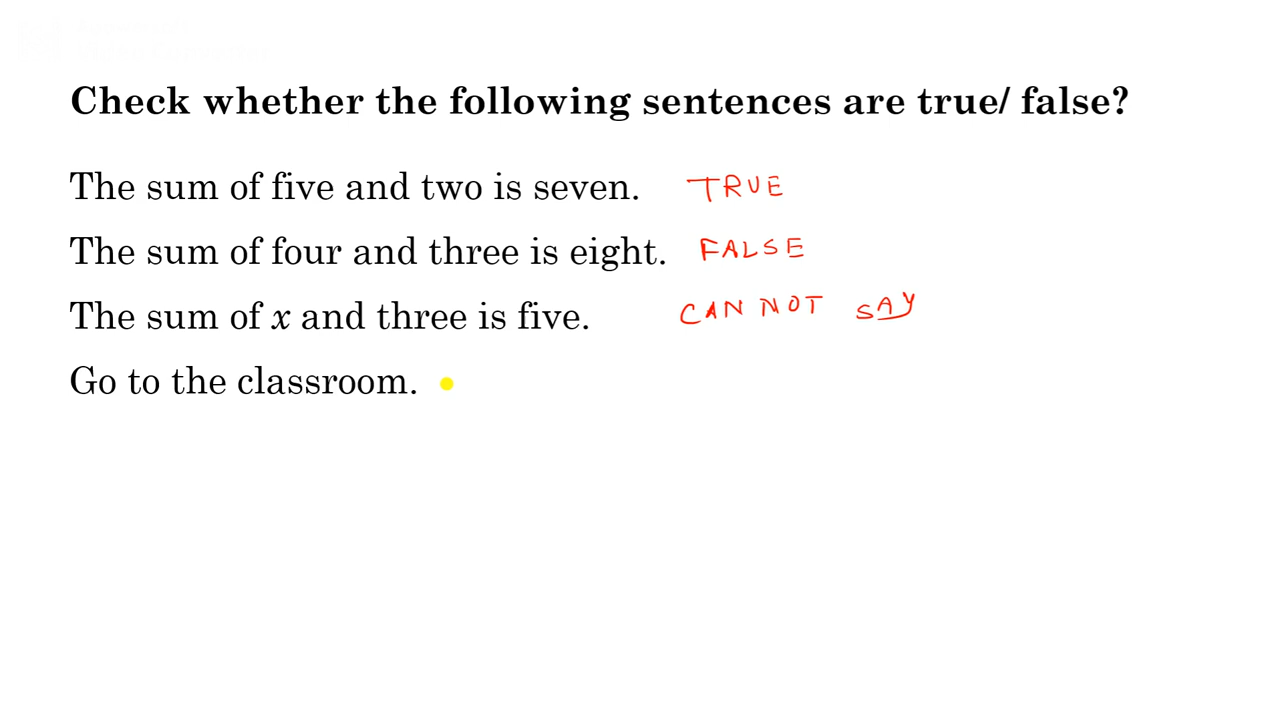 Check whether the following sentences are true/ false?
The sum of five and two is seven. TRUE
The sum of four and three is eight. FALSE
The sum of x and three is five. CAN NOT SAY
Go to the classroom.